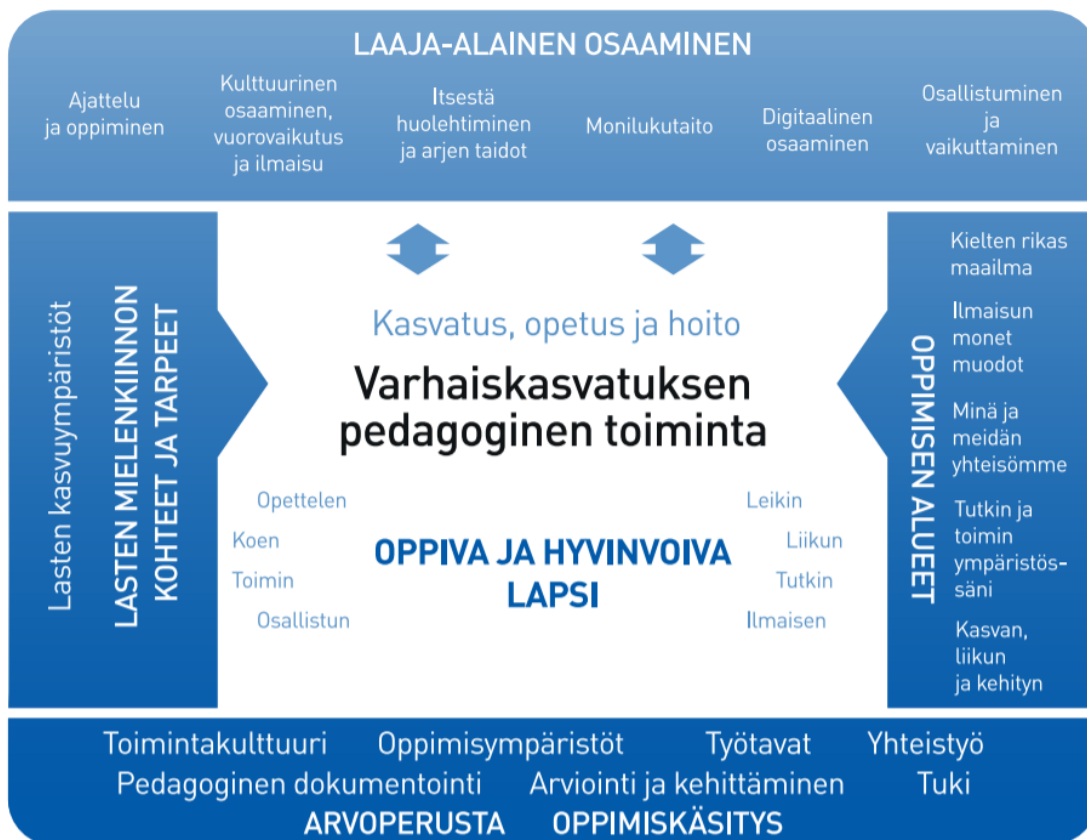 LAAJA-ALAINEN OSAAMINEN
Ajattelu
ja oppiminen
Kulttuurinen
osaaminen,
vuorovaikutus
ja ilmaisu
Itsestä
huolehtiminen
ja arjen taidot
Monilukutaito
Digitaalinen
osaaminen
Osallistuminen
ja
vaikuttaminen
Lasten kasvuympäristöt
LASTEN MIELENKIINNON
KOHTEET JA TARPEET
Kasvatus, opetus ja hoito
Varhaiskasvatuksen
pedagoginen toiminta
Opettelen
Koen
Toimin
Osallistun
OPPIVA JA HYVINVOIVA
LAPSI
Leikin
Liikun
Tutkin
Ilmaisen
OPPIMISEN ALUEET
Kielten rikas
maailma
Ilmaisun
monet
muodot
Minä ja
meidän
yhteisömme
Tutkin ja
toimin
ympäristös-
säni
Kasvan,
liikun
ja kehityn
Toimintakulttuuri Oppimisympäristöt Työtavat Yhteistyö
Pedagoginen dokumentointi Arviointi ja kehittäminen Tuki
ARVOPERUSTA OPPIMISKÄSITYS